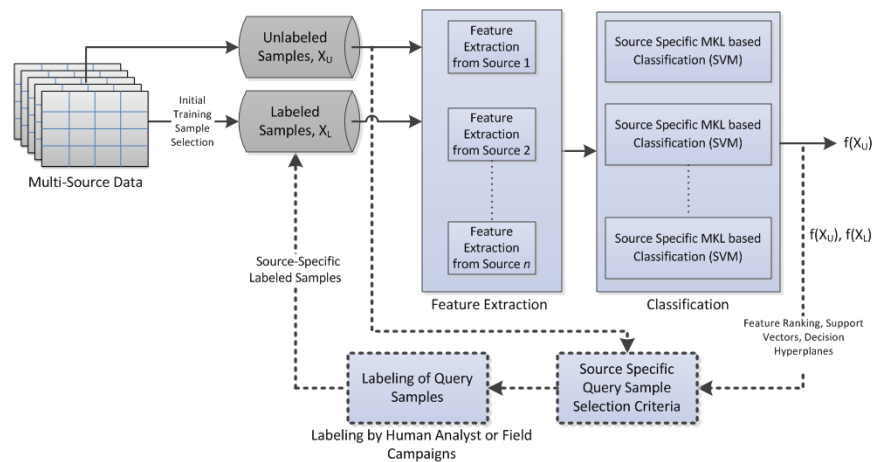 Unlabeled
Samples, XU
Labeled
Samples, XL
Initial
Training
Sample
Selection
Multi-Source Data
Feature
Extraction
from Source 1
Feature
Extraction
from Source 2
Feature
Extraction
from Source n
Feature Extraction
Source Specific MKL based
Classification (SVM)
Source Specific MKL based
Classification (SVM)
Source Specific MKL based
Classification (SVM)
Classification
f(XU)
f(XU), f(XL)
Feature Ranking, Support
Vectors, Decision
Hyperplanes
Source-Specific
Labeled Samples
Labeling of Query
Samples
Source Specific
Query Sample
Selection Criteria
Labeling by Human Analyst or Field
Campaigns